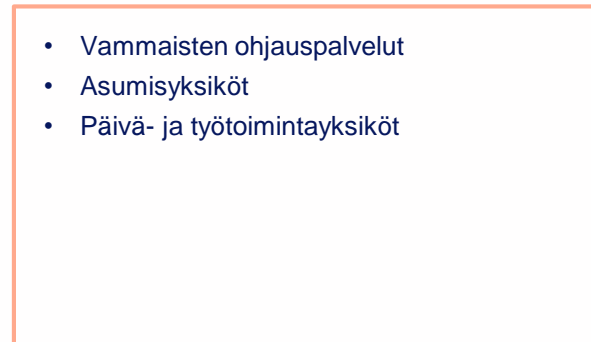 • Vammaisten ohjauspalvelut
• Asumisyksiköt
• Päivä- ja työtoimintayksiköt